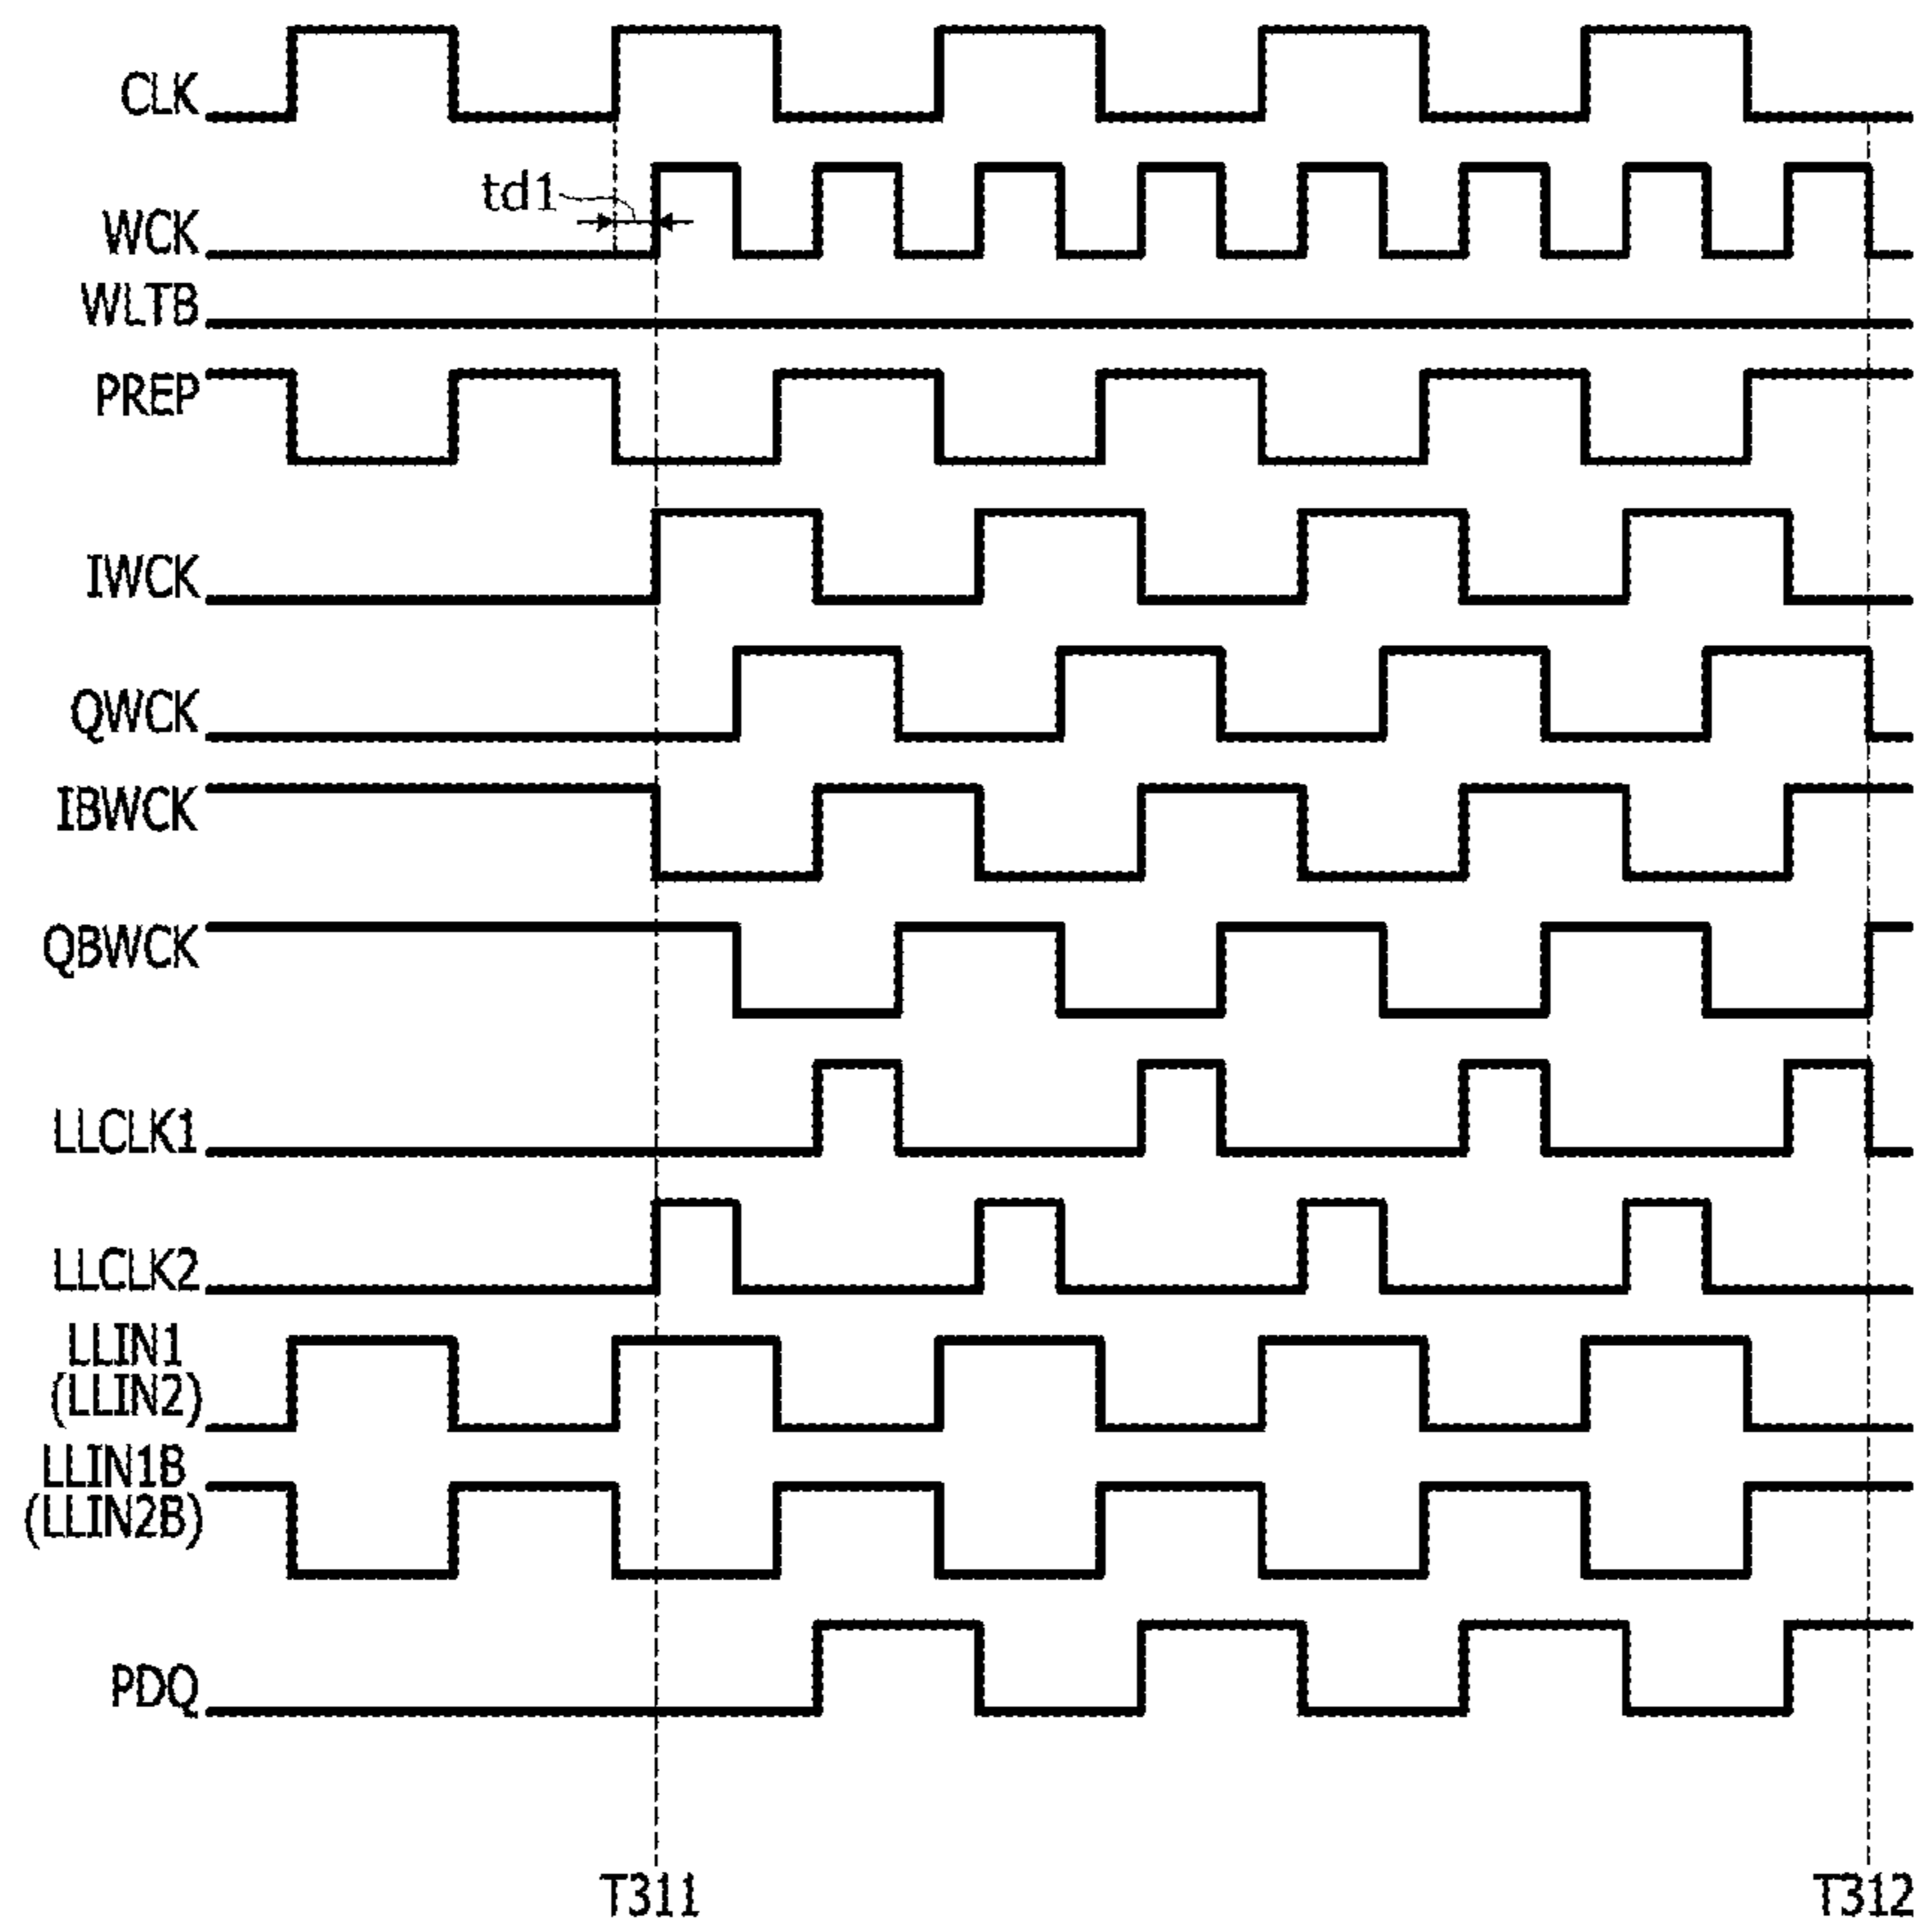 CLK
td1
WCK
WLTB
PREP
IWCK
QWCK
IBWCK
QBWCK
LLCLK1
LLCLK2
LLIN1
(LLIN2)
LLIN1B
(LLIN2B)
PDQ
T311
T312